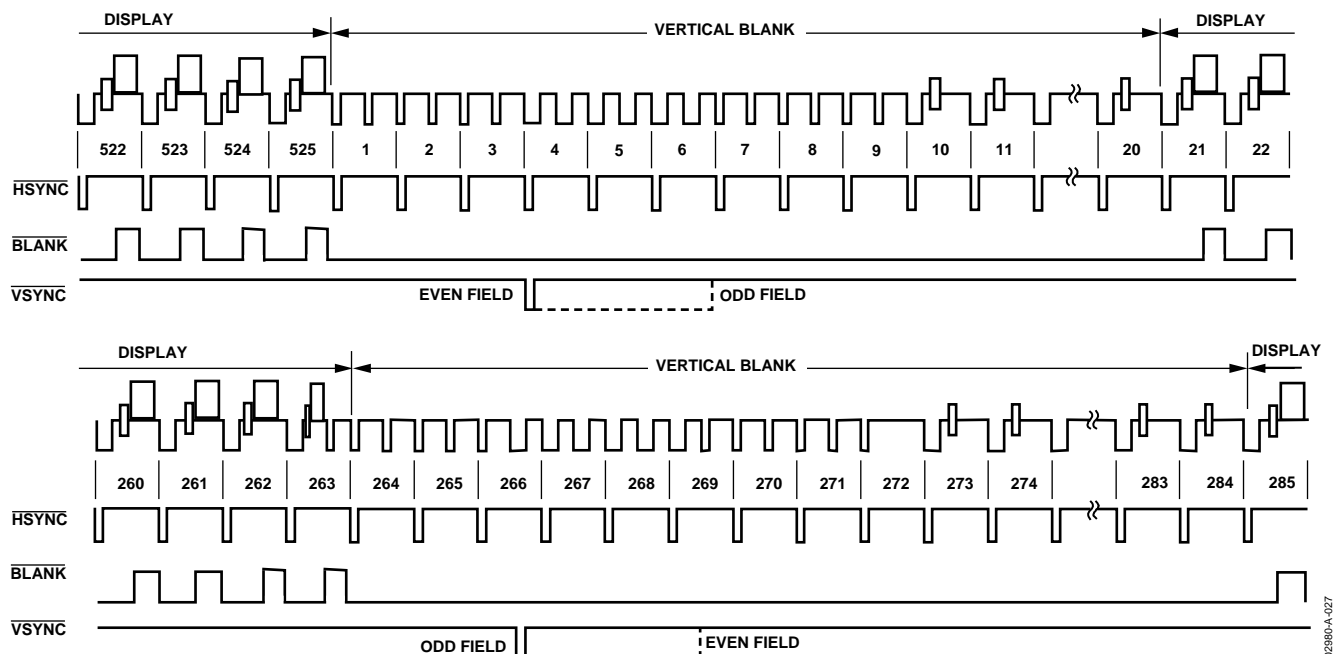 DISPLAY VERTICAL BLANK DISPLAY
522 523 524 525 1 2 3 4 5 6 7 8 9 10 11 20 21 22
HSYNC
BLANK
VSYNC
EVEN FIELD ODD FIELD
DISPLAY VERTICAL BLANK DISPLAY
260 261 262 263 264 265 266 267 268 269 270 271 272 273 274 283 284 285
HSYNC
BLANK
VSYNC
ODD FIELD EVEN FIELD
02980-A-027